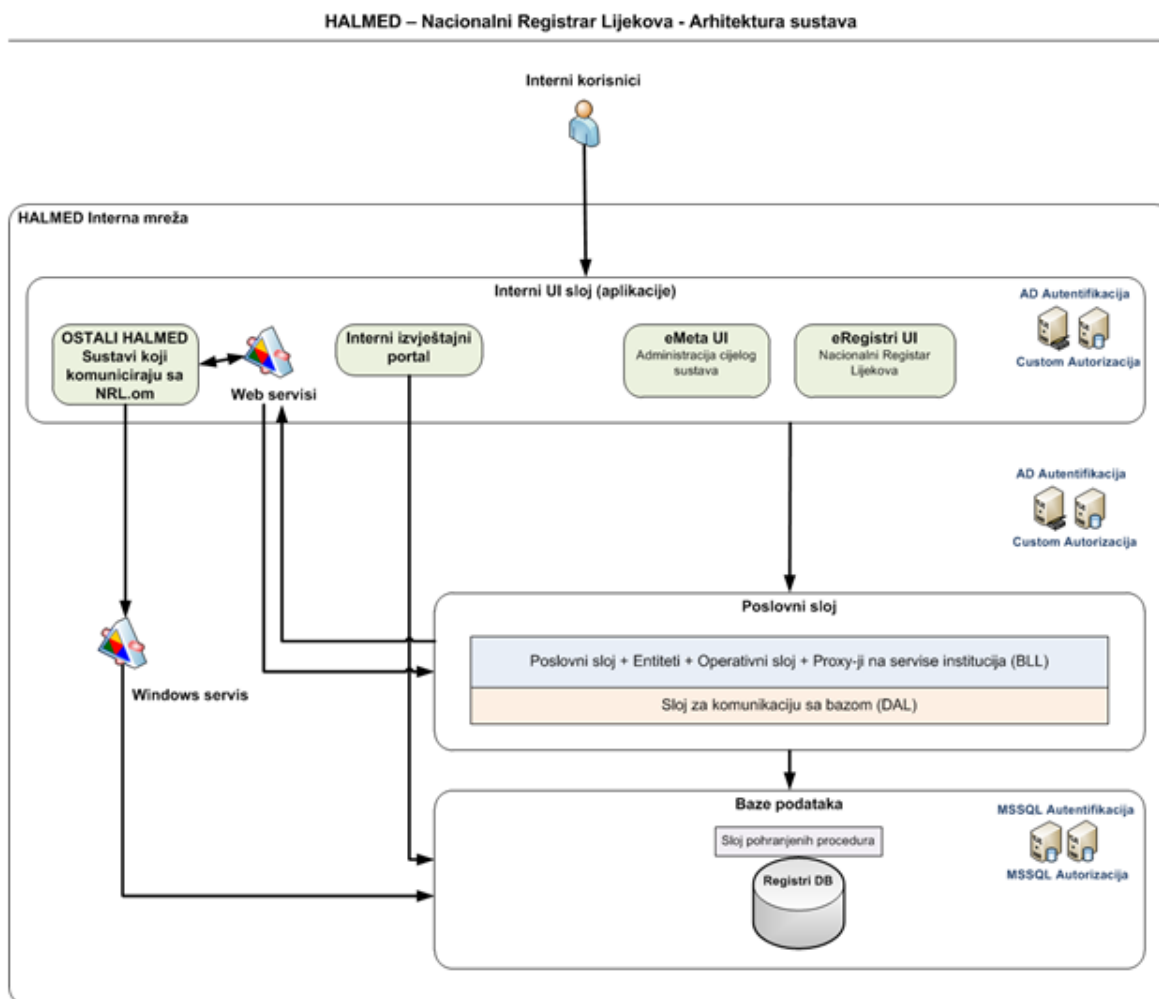 HALMED – Nacionalni Registrar Lijekova - Arhitektura sustava
Interni korisnici
HALMED Interna mreža
Interni UI sloj (aplikacije)
OSTALI HALMED
Sustavi koji
komuniciraju sa
NRL.om
Web servisi
Interni izvještajni
portal
eMeta UI
Administracija cijelog
sustava
eRegistri UI
Nacionalni Registar
Lijekova
AD Autentifikacija
Custom Autorizacija
AD Autentifikacija
Custom Autorizacija
Poslovni sloj
Poslovni sloj + Entiteti + Operativni sloj + Proxy-ji na servise institucija (BLL)
Sloj za komunikaciju sa bazom (DAL)
Windows servis
Baze podataka
Sloj pohranjenih procedura
Registri DB
MSSQL Autentifikacija
MSSQL Autorizacija